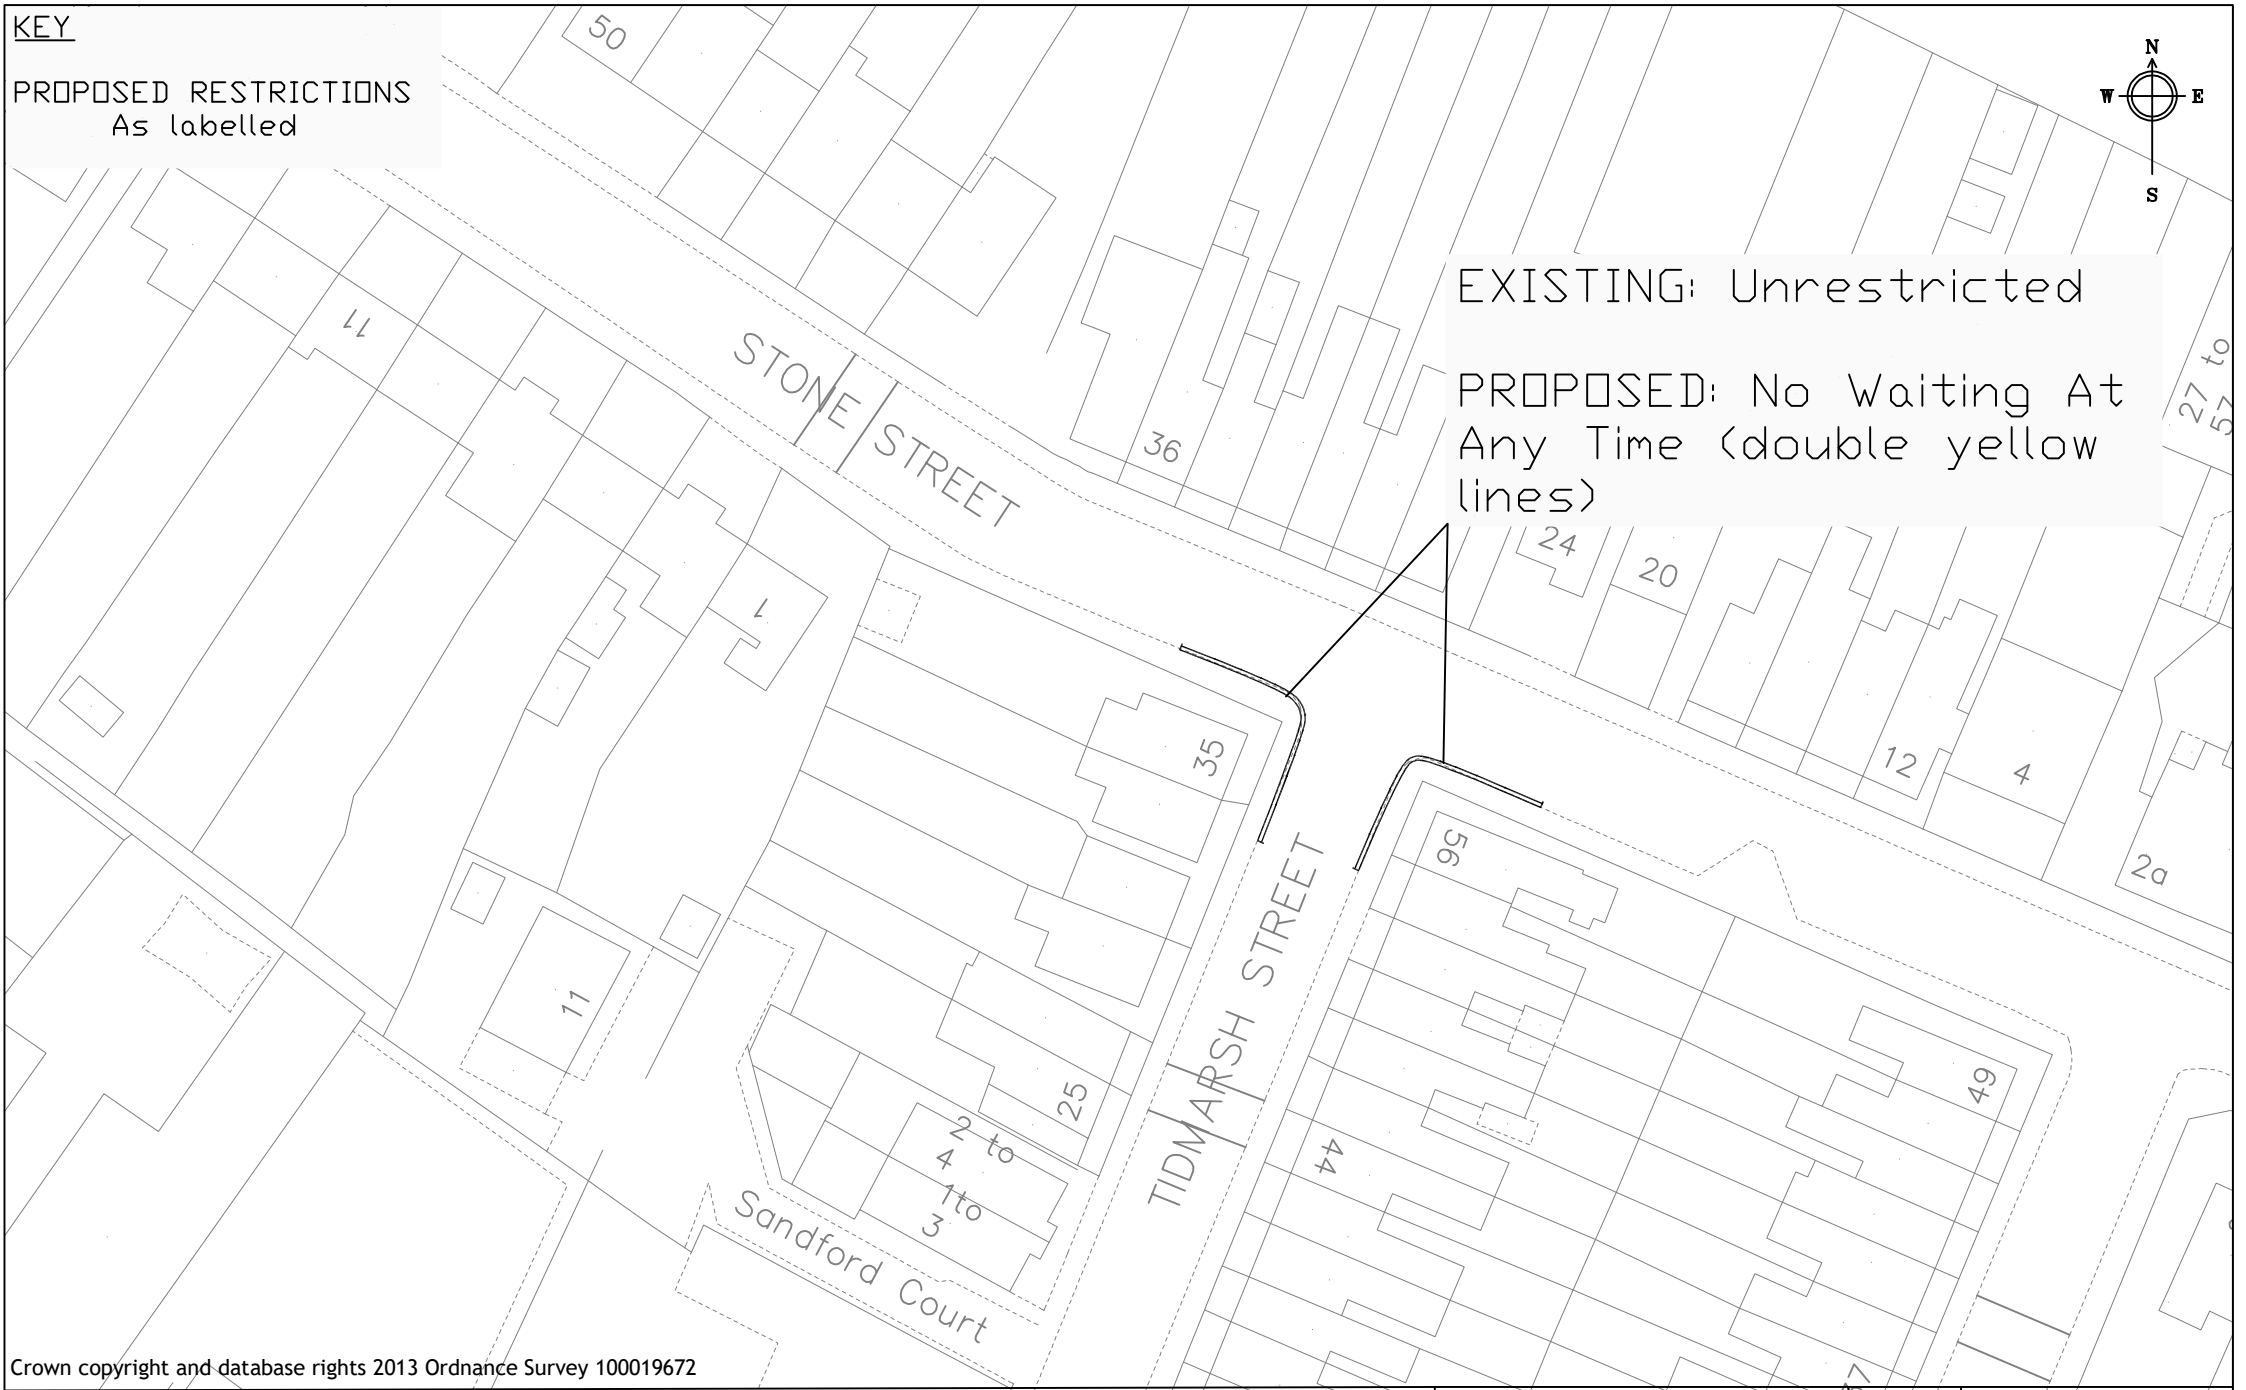 KEY
PROPOSED RESTRICTIONS
As labelled
50
N
W E
S
11
STONE STREET
36
EXISTING: Unrestricted
PROPOSED: No Waiting At
Any Time (double yellow
lines)
27 to
57
24
20
1
35
12
4
2a
56
TIDMARSH STREET
11
25
49
2 to
4
1to
3
44
Sandford Court
37
Crown copyright and database rights 2013 Ordnance Survey 100019672